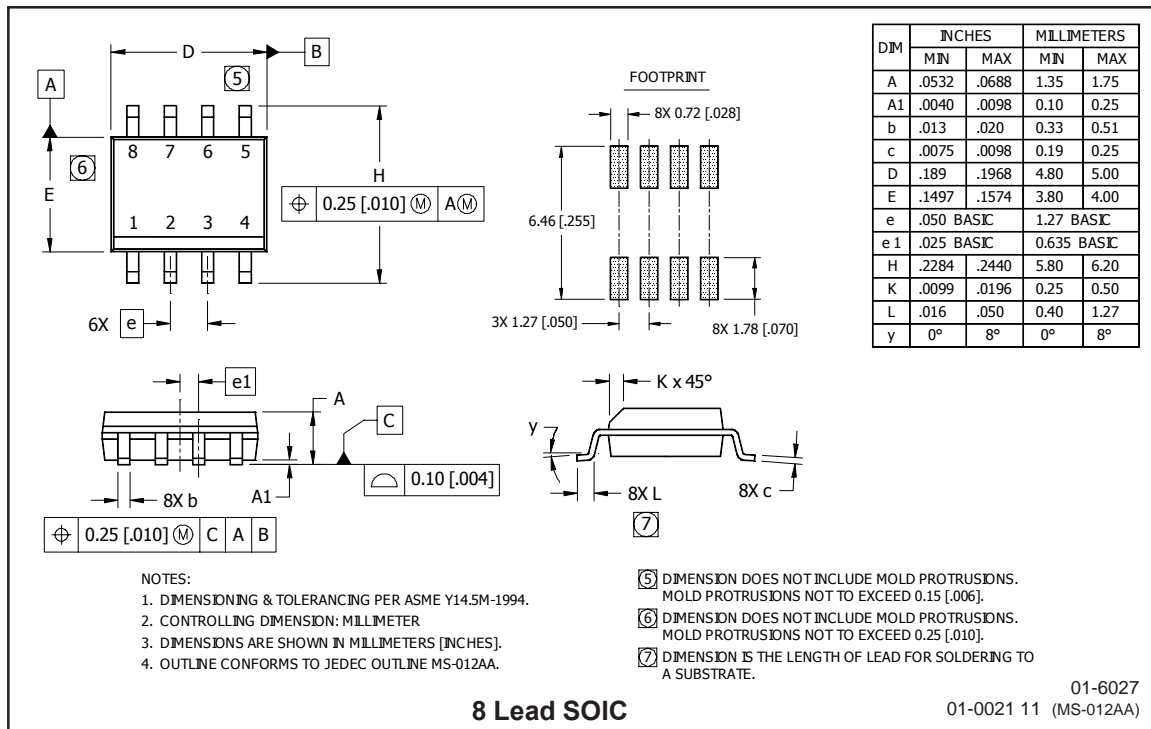 D
B
5
A
8 7 6 5
6
E
H
⌖ 0.25 [.010] Ⓜ A Ⓜ
1 2 3 4
6X e
FOOTPRINT
8X 0.72 [.028]
6.46 [.255]
3X 1.27 [.050]
8X 1.78 [.070]
DIM INCHES MILLIMETERS
MIN MAX MIN MAX
A .0532 .0688 1.35 1.75
A1 .0040 .0098 0.10 0.25
b .013 .020 0.33 0.51
c .0075 .0098 0.19 0.25
D .189 .1968 4.80 5.00
E .1497 .1574 3.80 4.00
e .050 BASIC 1.27 BASIC
e 1 .025 BASIC 0.635 BASIC
H .2284 .2440 5.80 6.20
K .0099 .0196 0.25 0.50
L .016 .050 0.40 1.27
y 0° 8° 0° 8°
e1
A
C
⌓ 0.10 [.004]
A1
8X b
⌖ 0.25 [.010] Ⓜ C A B
K x 45°
y
8X L
7
8X c
NOTES:
1. DIMENSIONING & TOLERANCING PER ASME Y14.5M-1994.
2. CONTROLLING DIMENSION: MILLIMETER
3. DIMENSIONS ARE SHOWN IN MILLIMETERS [INCHES].
4. OUTLINE CONFORMS TO JEDEC OUTLINE MS-012AA.
5 DIMENSION DOES NOT INCLUDE MOLD PROTRUSIONS.
MOLD PROTRUSIONS NOT TO EXCEED 0.15 [.006].
6 DIMENSION DOES NOT INCLUDE MOLD PROTRUSIONS.
MOLD PROTRUSIONS NOT TO EXCEED 0.25 [.010].
7 DIMENSION IS THE LENGTH OF LEAD FOR SOLDERING TO
A SUBSTRATE.
8 Lead SOIC
01-6027
01-0021 11 (MS-012AA)